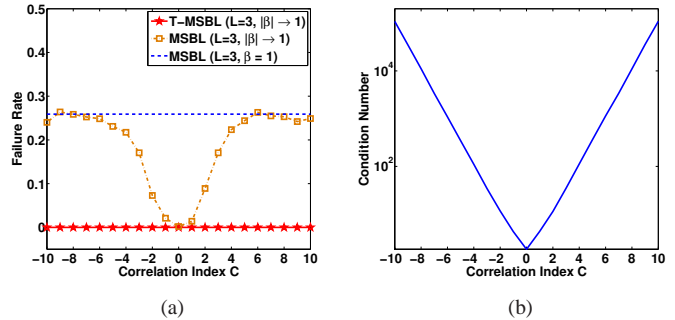 0.5
0.4
0.3
0.2
0.1
0
Failure Rate
T-MSBL (L=3, |β| → 1)
MSBL (L=3, |β| → 1)
MSBL (L=3, β = 1)
−10 −8 −6 −4 −2 0 2 4 6 8 10
Correlation Index C
(a)
10^4
10^2
Condition Number
−10 −8 −6 −4 −2 0 2 4 6 8 10
Correlation Index C
(b)